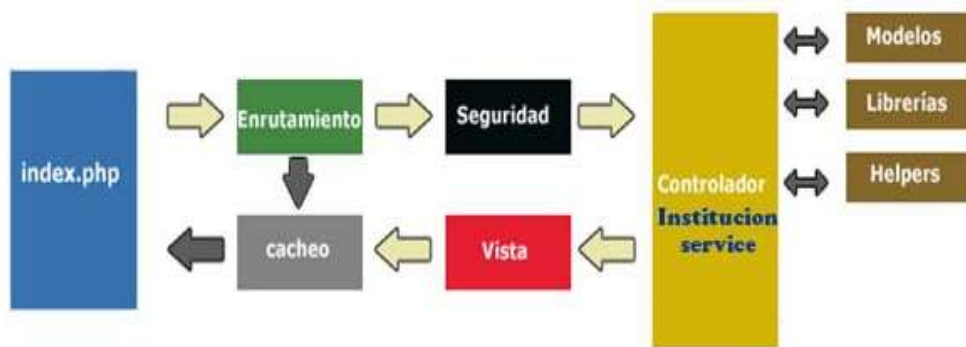 index.php
Enrutamiento
Seguridad
Controlador
Institucion
service
Modelos
Librerías
Helpers
cacheo
Vista